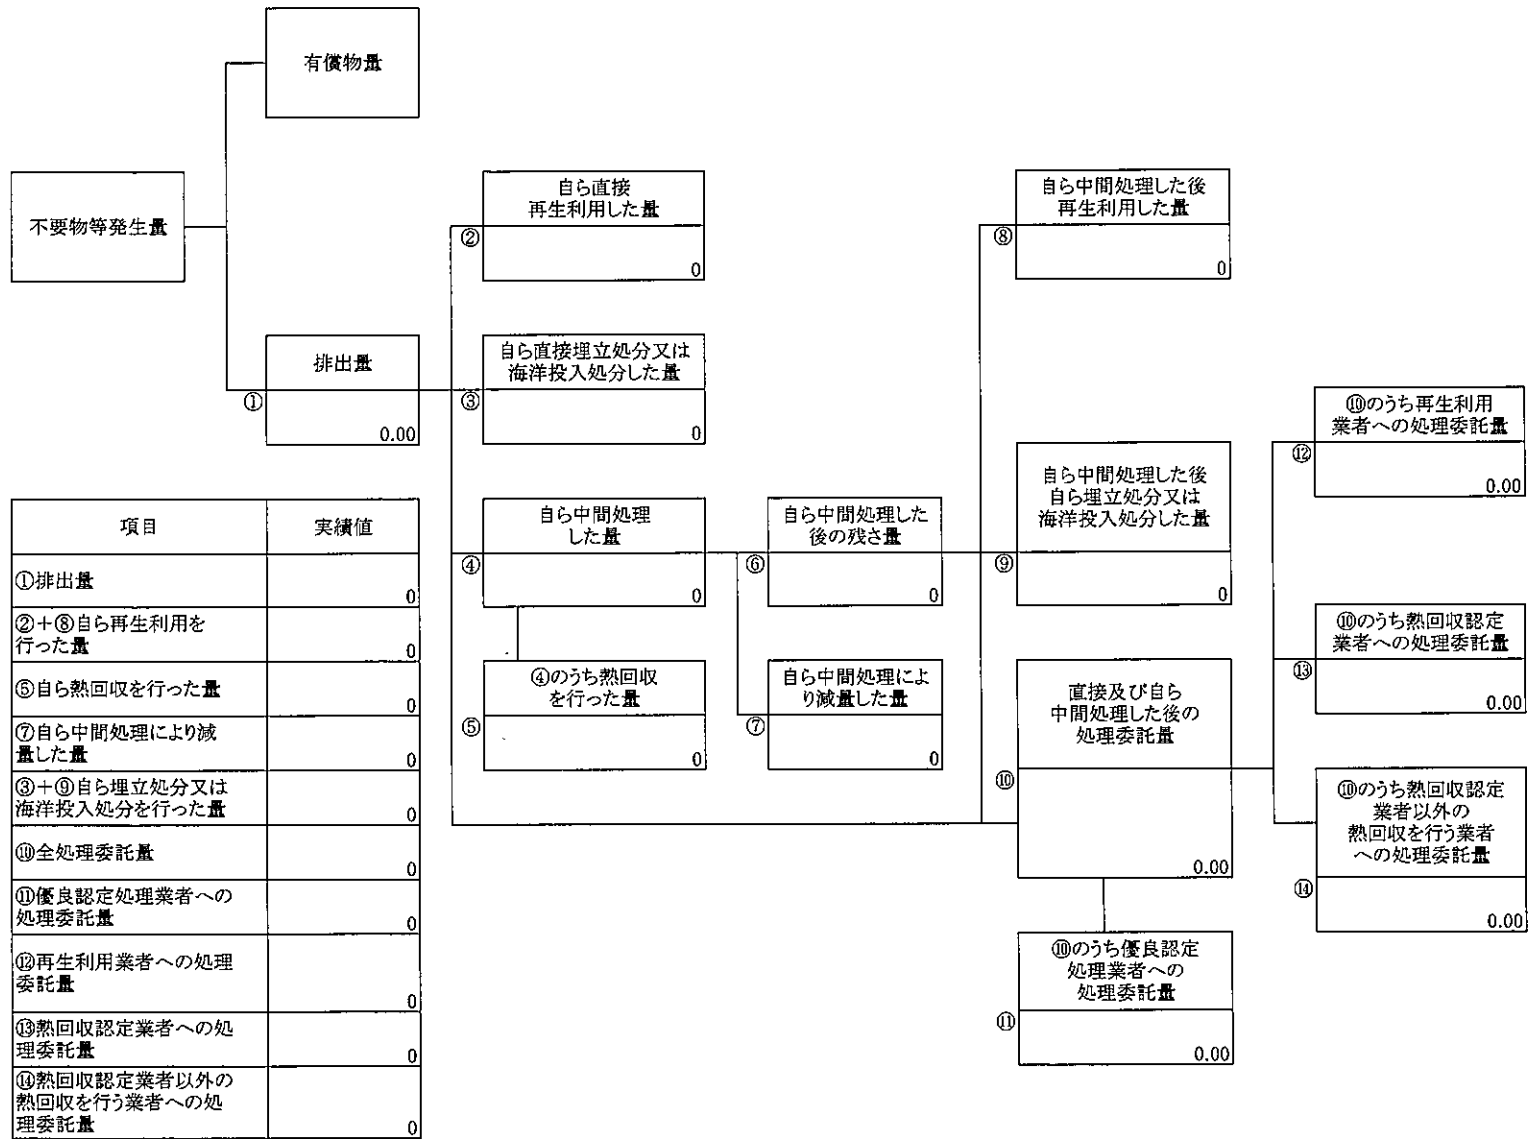 有償物量
不要物等発生量
排出量
①
0.00
自ら直接
再生利用した量
②
0
自ら直接埋立処分又は
海洋投入処分した量
③
0
自ら中間処理
した量
④
0
④のうち熱回収
を行った量
⑤
0
自ら中間処理した
後の残さ量
⑥
0
自ら中間処理によ
り減量した量
⑦
0
自ら中間処理した後
再生利用した量
⑧
0
自ら中間処理した後
自ら埋立処分又は
海洋投入処分した量
⑨
0
直接及び自ら
中間処理した後の
処理委託量
⑩
0.00
⑩のうち優良認定
処理業者への
処理委託量
⑪
0.00
⑩のうち再生利用
業者への処理委託量
⑫
0.00
⑩のうち熱回収認定
業者への処理委託量
⑬
0.00
⑩のうち熱回収認定
業者以外の
熱回収を行う業者
への処理委託量
⑭
0.00
項目 実績値
①排出量
0
②+⑧自ら再生利用を
行った量
0
⑤自ら熱回収を行った量
0
⑦自ら中間処理により減
量した量
0
③+⑨自ら埋立処分又は
海洋投入処分を行った量
0
⑩全処理委託量
0
⑪優良認定処理業者への
処理委託量
0
⑫再生利用業者への処理
委託量
0
⑬熱回収認定業者への処
理委託量
0
⑭熱回収認定業者以外の
熱回収を行う業者への処
理委託量
0